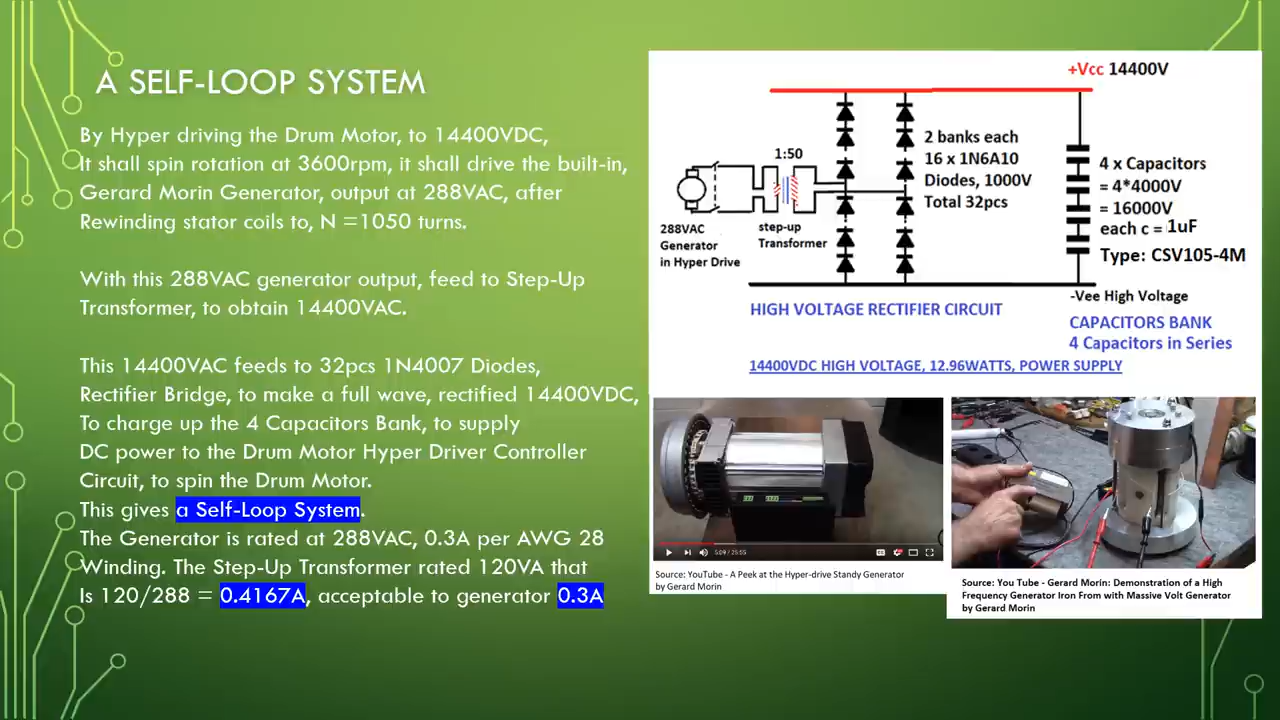 A SELF-LOOP SYSTEM
By Hyper driving the Drum Motor, to 14400VDC,
It shall spin rotation at 3600rpm, it shall drive the built-in,
Gerard Morin Generator, output at 288VAC, after
Rewinding stator coils to, N =1050 turns.
With this 288VAC generator output, feed to Step-Up
Transformer, to obtain 14400VAC.
This 14400VAC feeds to 32pcs 1N4007 Diodes,
Rectifier Bridge, to make a full wave, rectified 14400VDC,
To charge up the 4 Capacitors Bank, to supply
DC power to the Drum Motor Hyper Driver Controller
Circuit, to spin the Drum Motor.
This gives a Self-Loop System.
The Generator is rated at 288VAC, 0.3A per AWG 28
Winding. The Step-Up Transformer rated 120VA that
Is 120/288 = 0.4167A, acceptable to generator 0.3A
+Vcc 14400V
1:50
2 banks each
16 x 1N6A10
Diodes, 1000V
Total 32pcs
4 x Capacitors
= 4*4000V
= 16000V
each c = 1uF
Type: CSV105-4M
288VAC
Generator
in Hyper Drive
step-up
Transformer
-Vee High Voltage
HIGH VOLTAGE RECTIFIER CIRCUIT
CAPACITORS BANK
4 Capacitors in Series
14400VDC HIGH VOLTAGE, 12.96WATTS, POWER SUPPLY
5:09 / 25:55
Source: YouTube - A Peek at the Hyper-drive Standy Generator
by Gerard Morin
Source: You Tube - Gerard Morin: Demonstration of a High
Frequency Generator Iron From with Massive Volt Generator
by Gerard Morin